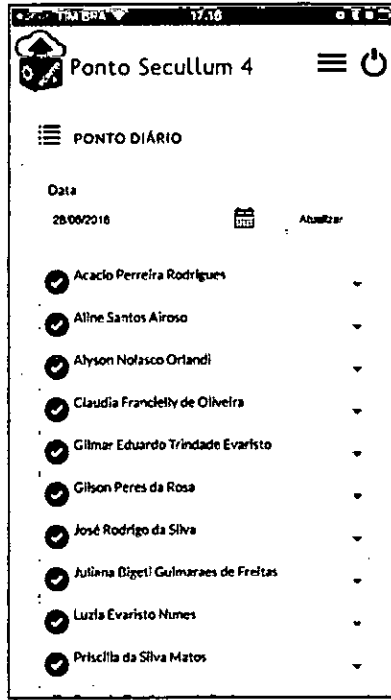 TIM BRA 17:16
Ponto Secullum 4
PONTO DIÁRIO
Data
28/06/2016 Atualizar
Acacio Perreira Rodrigues
Aline Santos Airoso
Alyson Nolasco Orlandi
Claudia Francielly de Oliveira
Gilmar Eduardo Trindade Evaristo
Gilson Peres da Rosa
José Rodrigo da Silva
Juliana Bigeti Guimaraes de Freitas
Luzia Evaristo Nunes
Priscilla da Silva Matos